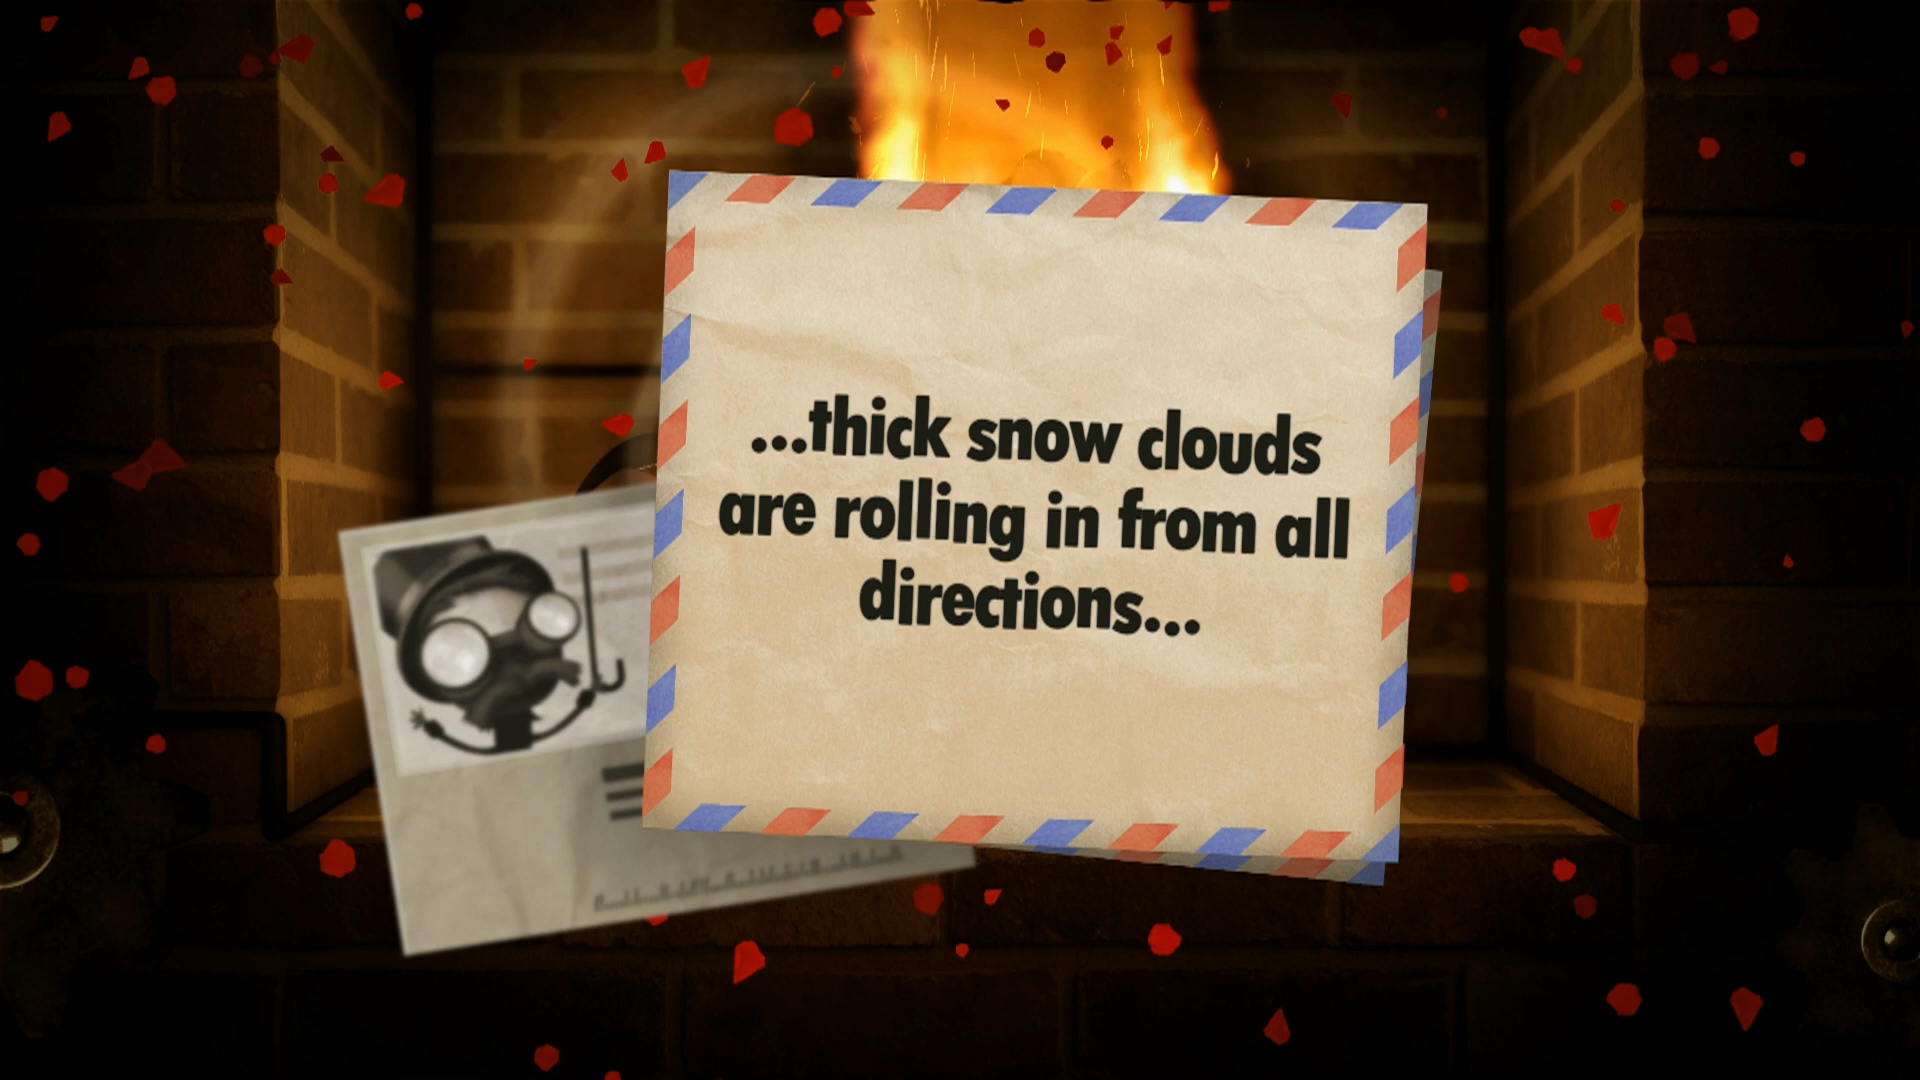 ...thick snow clouds
are rolling in from all
directions...